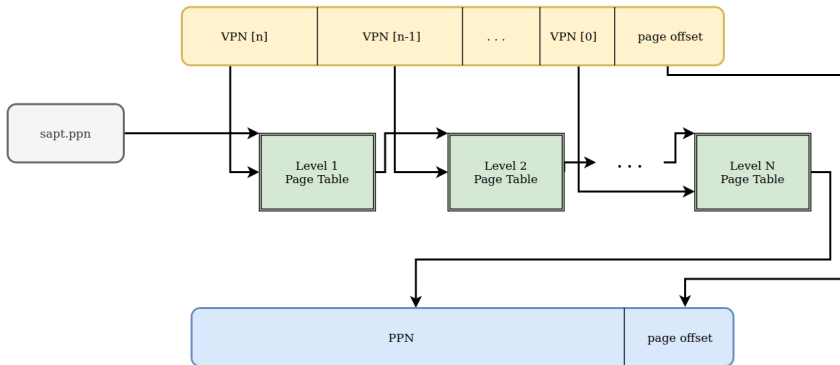 VPN [n]
VPN [n-1]
. . .
VPN [0]
page offset
sapt.ppn
Level 1
Page Table
Level 2
Page Table
. . .
Level N
Page Table
PPN
page offset